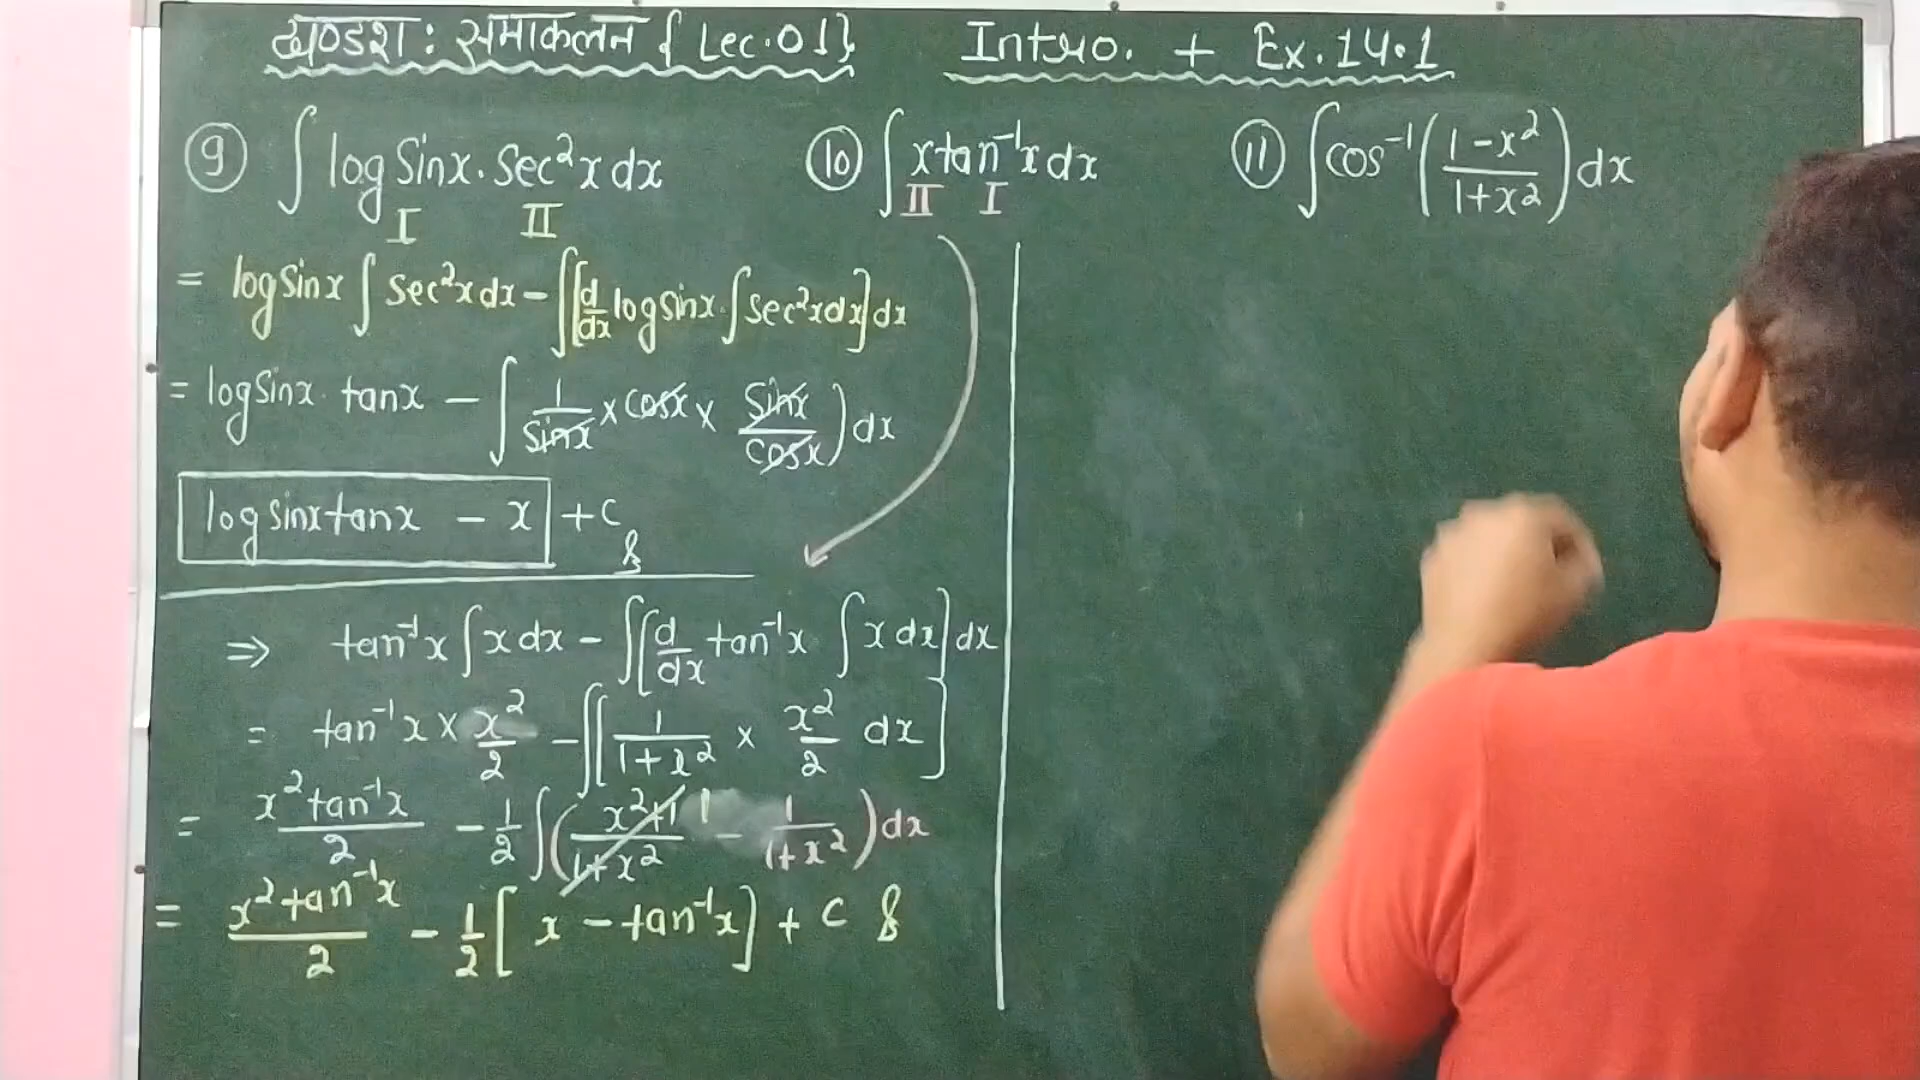 खण्डश: समाकलन { Lec.01} Intro. + Ex.14.1
⑨ ∫ log Sinx . Sec²x dx
I II
= log Sinx ∫ Sec²x dx - ∫[d/dx log sinx . ∫ sec²x dx] dx
= log Sinx . tanx - ∫ 1/Sinx × cosx × Sinx/Cosx) dx
log sinx tanx - x + C
⇒ tan⁻¹x ∫ x dx - ∫[d/dx tan⁻¹x ∫ x dx] dx
= tan⁻¹x × x²/2 - ∫[1/1+x² × x²/2 dx]
= x² tan⁻¹x/2 - 1/2 ∫(x²+1/1+x² - 1/1+x²) dx
= x² tan⁻¹x/2 - 1/2 [x - tan⁻¹x] + C
⑩ ∫ x tan⁻¹x dx
II I
⑪ ∫ cos⁻¹(1-x²/1+x²) dx